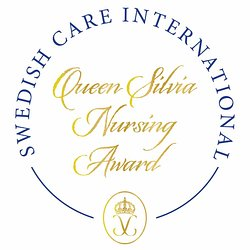 SWEDISH CARE INTERNATIONAL
Queen Silvia
Nursing
Award